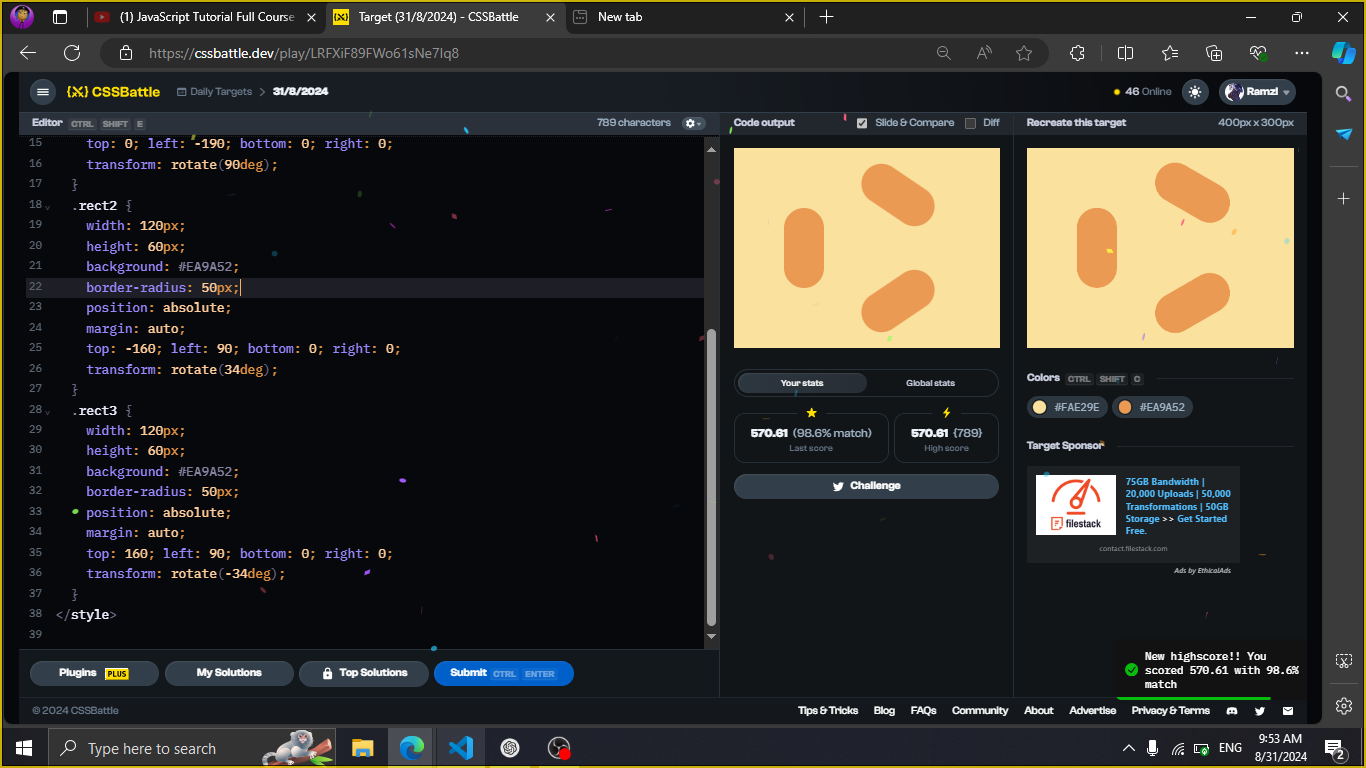 (1) JavaScript Tutorial Full Course
Target (31/8/2024) - CSSBattle
New tab
https://cssbattle.dev/play/LRFXiF89FWo61sNe7lq8
{X} CSSBattle
Daily Targets > 31/8/2024
46 Online
Ramzi
Editor CTRL SHIFT E
789 characters
Code output
Slide & Compare
Diff
Recreate this target
400px x 300px
15 top: 0; left: -190; bottom: 0; right: 0;
16 transform: rotate(90deg);
17 }
18 .rect2 {
19 width: 120px;
20 height: 60px;
21 background: #EA9A52;
22 border-radius: 50px;
23 position: absolute;
24 margin: auto;
25 top: -160; left: 90; bottom: 0; right: 0;
26 transform: rotate(34deg);
27 }
28 .rect3 {
29 width: 120px;
30 height: 60px;
31 background: #EA9A52;
32 border-radius: 50px;
33 position: absolute;
34 margin: auto;
35 top: 160; left: 90; bottom: 0; right: 0;
36 transform: rotate(-34deg);
37 }
38 </style>
39
Your stats
Global stats
570.61 (98.6% match)
Last score
570.61 {789}
High score
Challenge
Colors CTRL SHIFT C
#FAE29E
#EA9A52
Target Sponsor
filestack
75GB Bandwidth |
20,000 Uploads | 50,000
Transformations | 50GB
Storage >> Get Started
Free.
contact.filestack.com
Ads by EthicalAds
Plugins PLUS
My Solutions
Top Solutions
Submit CTRL ENTER
New highscore!! You
scored 570.61 with 98.6%
match
© 2024 CSSBattle
Tips & Tricks
Blog
FAQs
Community
About
Advertise
Privacy & Terms
Type here to search
ENG
9:53 AM
8/31/2024
2